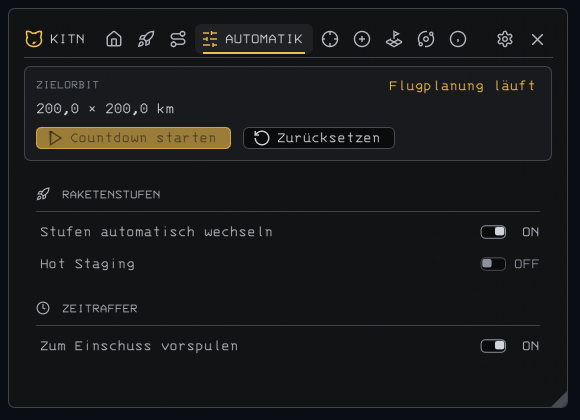 KITN AUTOMATIK
ZIELORBIT
Flugplanung läuft
200,0 × 200,0 km
Countdown starten Zurücksetzen
RAKETENSTUFEN
Stufen automatisch wechseln ON
Hot Staging OFF
ZEITRAFFER
Zum Einschuss vorspulen ON